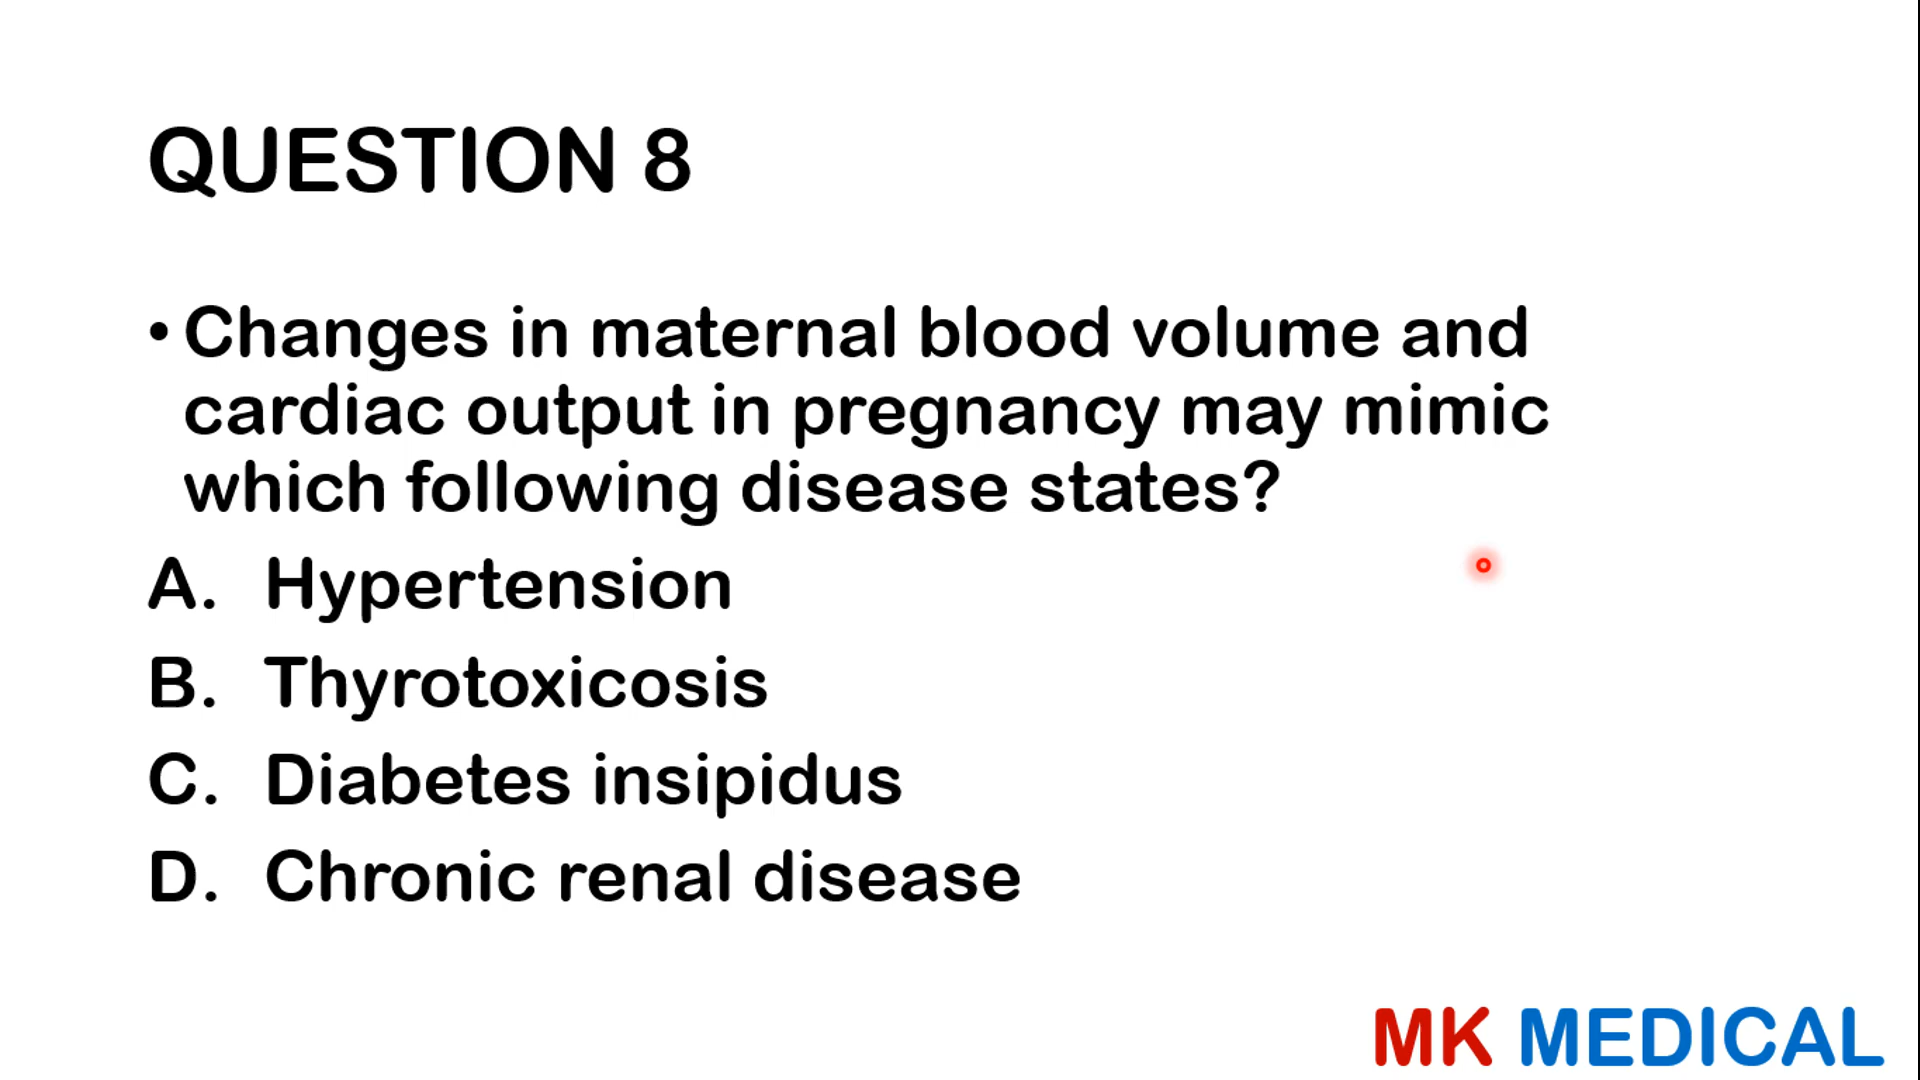 QUESTION 8
• Changes in maternal blood volume and
cardiac output in pregnancy may mimic
which following disease states?
A. Hypertension
B. Thyrotoxicosis
C. Diabetes insipidus
D. Chronic renal disease
MK MEDICAL